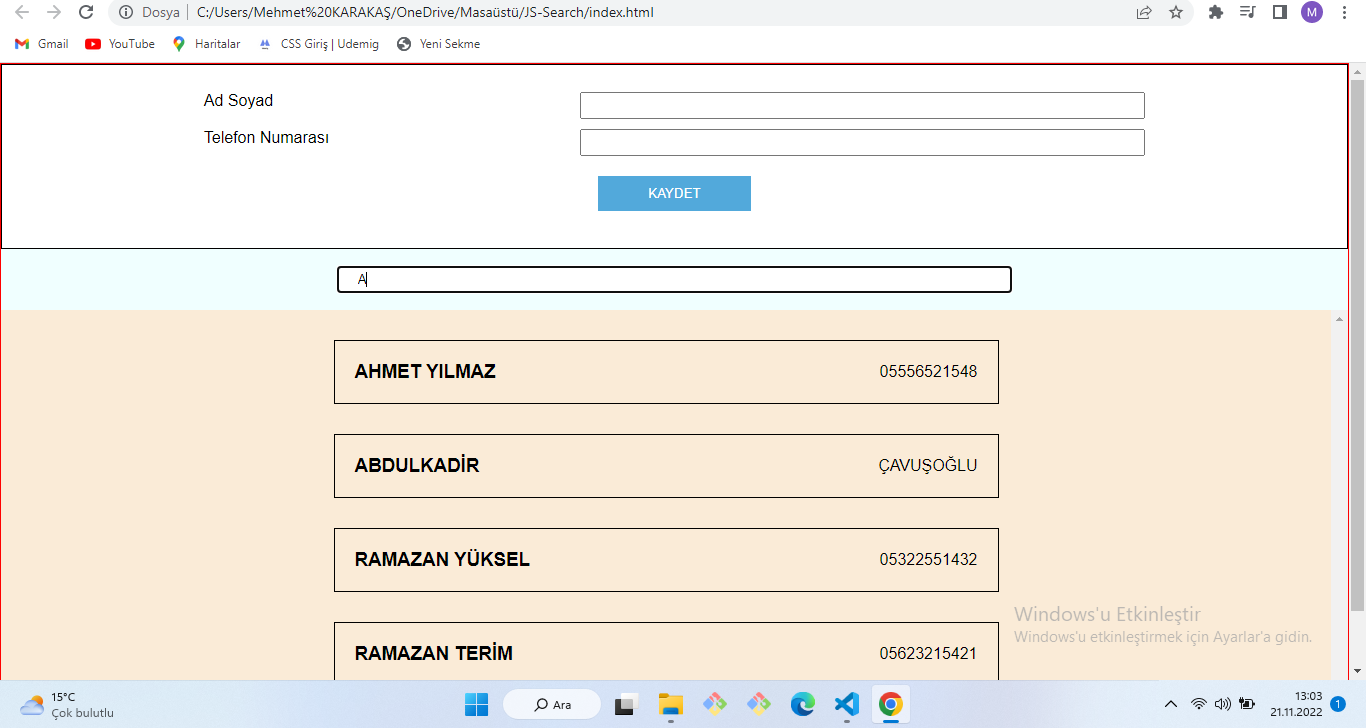 Dosya | C:/Users/Mehmet%20KARAKAŞ/OneDrive/Masaüstü/JS-Search/index.html
M
Gmail YouTube Haritalar CSS Giriş | Udemig Yeni Sekme
Ad Soyad
Telefon Numarası
KAYDET
A
AHMET YILMAZ 05556521548
ABDULKADİR ÇAVUŞOĞLU
RAMAZAN YÜKSEL 05322551432
Windows'u Etkinleştir
Windows'u etkinleştirmek için Ayarlar'a gidin.
RAMAZAN TERİM 05623215421
15°C
Çok bulutlu
Ara
13:03
21.11.2022
1